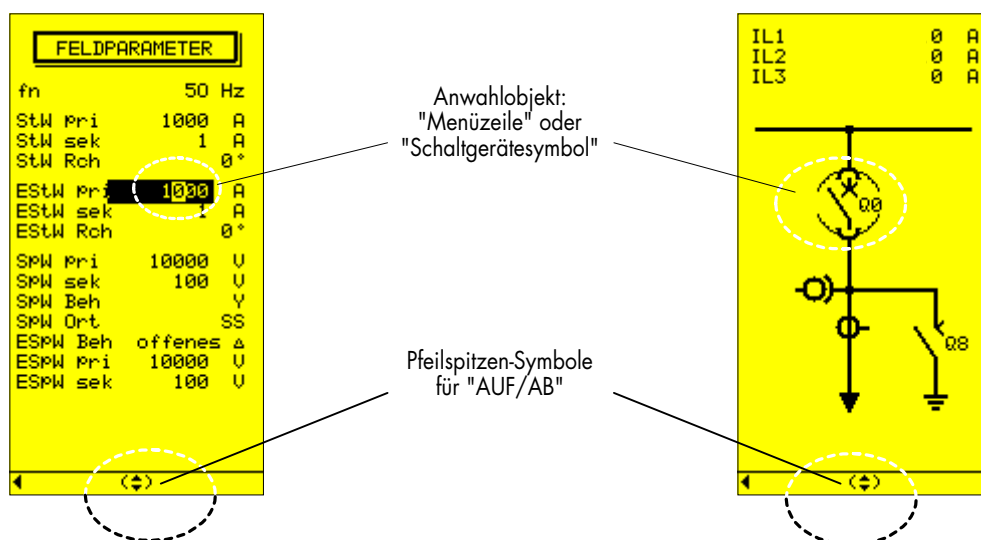 FELDPARAMETER
fn 50 Hz
StW pri 1000 A
StW sek 1 A
StW Rch 0°
EStW pri 1000 A
EStW sek 1 A
EStW Rch 0°
SpW pri 10000 V
SpW sek 100 V
SpW Beh Y
SpW Ort SS
ESpW Beh offenes ▵
ESpW pri 10000 V
ESpW sek 100 V
Anwahlobjekt:
"Menüzeile" oder
"Schaltgerätesymbol"
Pfeilspitzen-Symbole
für "AUF/AB"
IL1 0 A
IL2 0 A
IL3 0 A
Q0
Q8